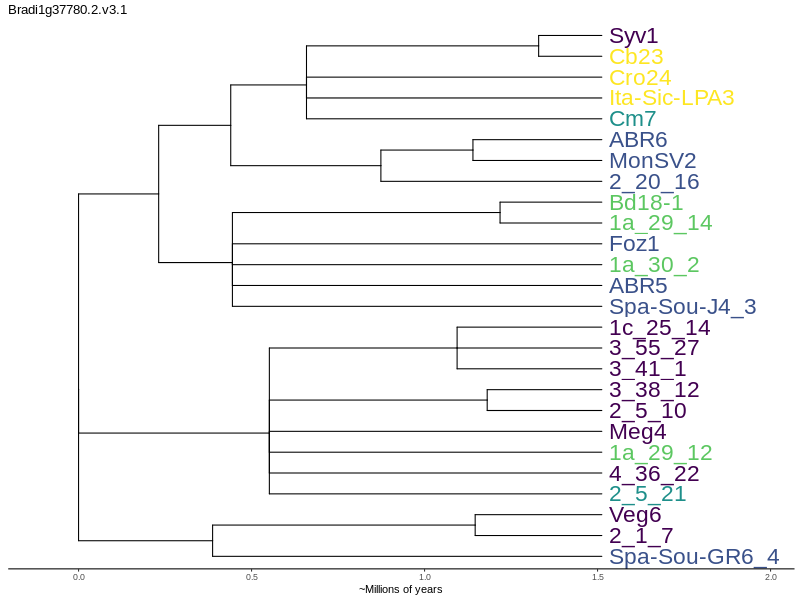 Bradi1g37780.2.v3.1
Syv1
Cb23
Cro24
Ita-Sic-LPA3
Cm7
ABR6
MonSV2
2_20_16
Bd18-1
1a_29_14
Foz1
1a_30_2
ABR5
Spa-Sou-J4_3
1c_25_14
3_55_27
3_41_1
3_38_12
2_5_10
Meg4
1a_29_12
4_36_22
2_5_21
Veg6
2_1_7
Spa-Sou-GR6_4
0.0 0.5 1.0 1.5 2.0
~Millions of years